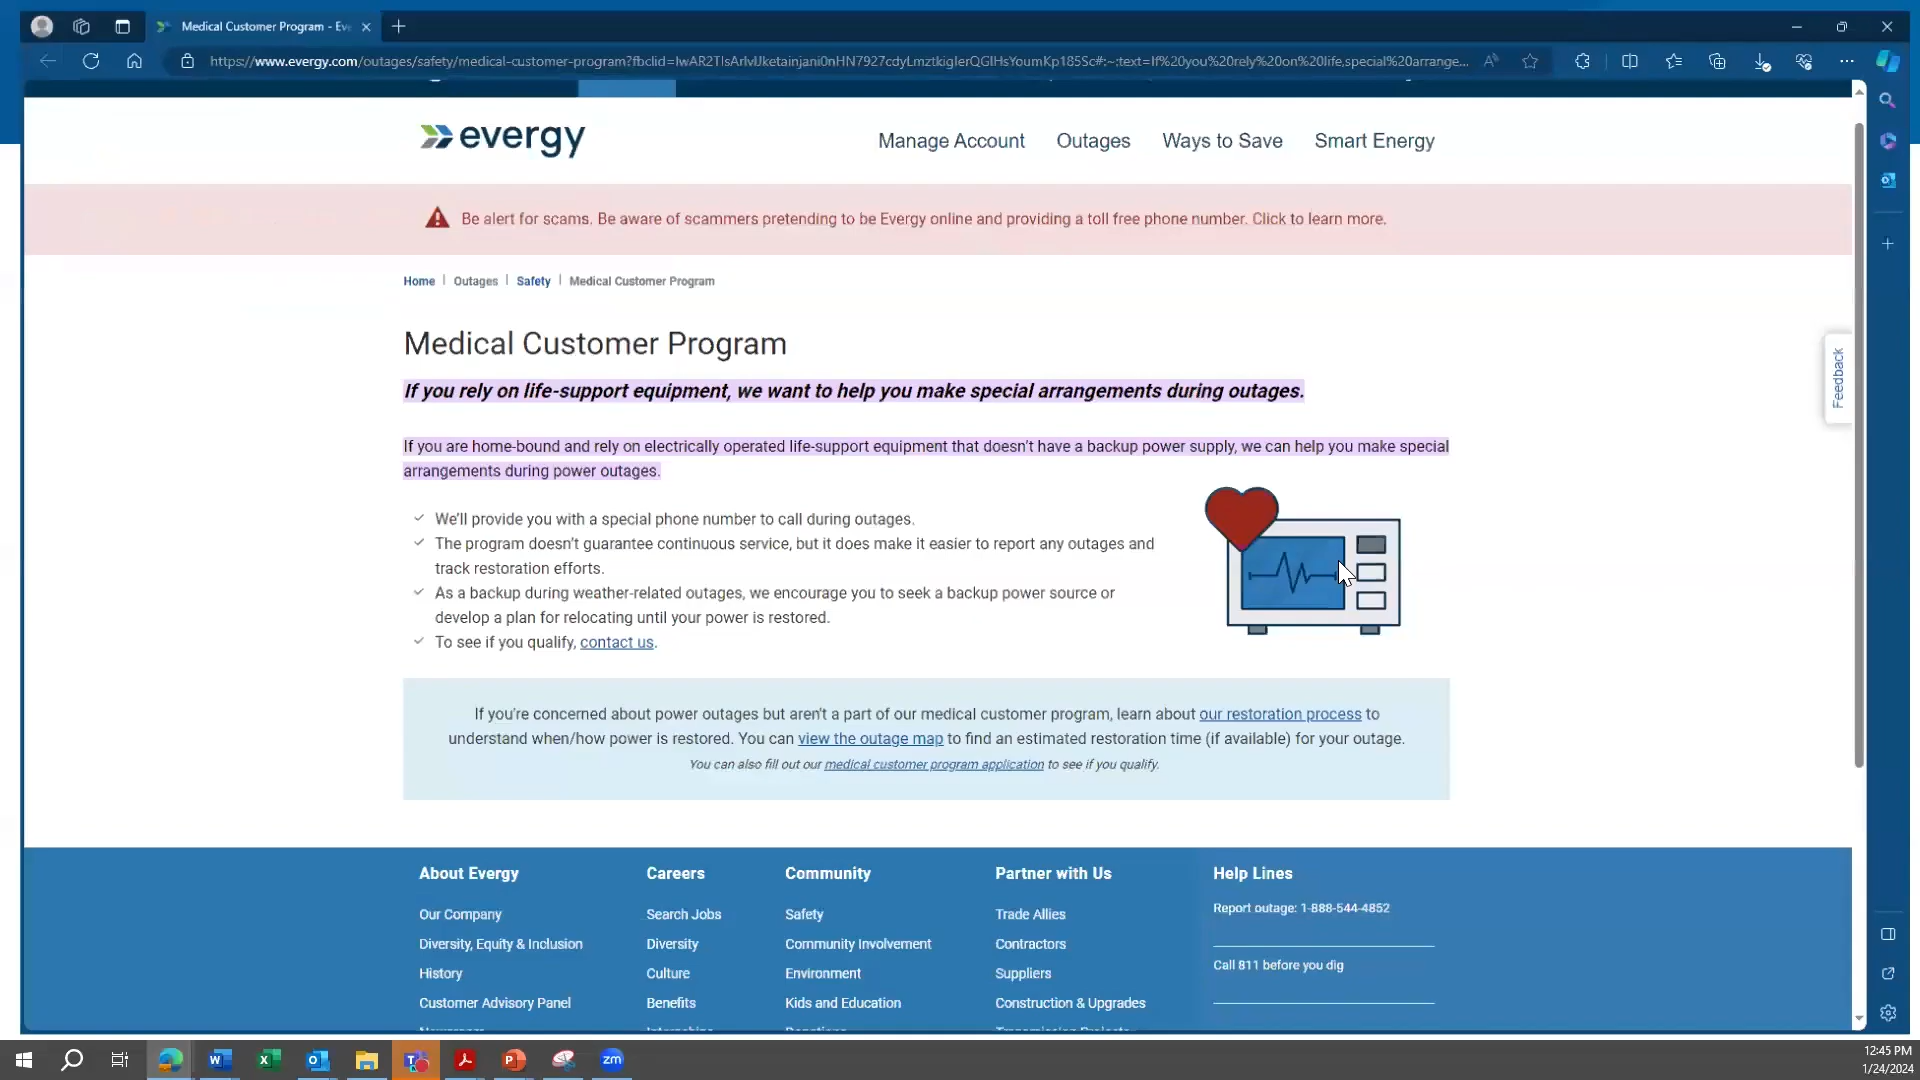 Medical Customer Program - Eve
https://www.evergy.com/outages/safety/medical-customer-program?fbclid=
evergy
Manage Account
Outages
Ways to Save
Smart Energy
Be alert for scams. Be aware of scammers pretending to be Evergy online and providing a toll free phone number. Click to learn more.
Home | Outages | Safety | Medical Customer Program
Medical Customer Program
If you rely on life-support equipment, we want to help you make special arrangements during outages.
If you are home-bound and rely on electrically operated life-support equipment that doesn't have a backup power supply, we can help you make special
arrangements during power outages.
We'll provide you with a special phone number to call during outages.
The program doesn't guarantee continuous service, but it does make it easier to report any outages and
track restoration efforts.
As a backup during weather-related outages, we encourage you to seek a backup power source or
develop a plan for relocating until your power is restored.
To see if you qualify, contact us.
Feedback
If you're concerned about power outages but aren't a part of our medical customer program, learn about our restoration process to
understand when/how power is restored. You can view the outage map to find an estimated restoration time (if available) for your outage.
You can also fill out our medical customer program application to see if you qualify.
About Evergy
Our Company
Diversity, Equity & Inclusion
History
Customer Advisory Panel
Careers
Search Jobs
Diversity
Culture
Benefits
Community
Safety
Community Involvement
Environment
Kids and Education
Partner with Us
Trade Allies
Contractors
Suppliers
Construction & Upgrades
Help Lines
Report outage: 1-888-544-4852
Call 811 before you dig
zm
12:45 PM
1/24/2024